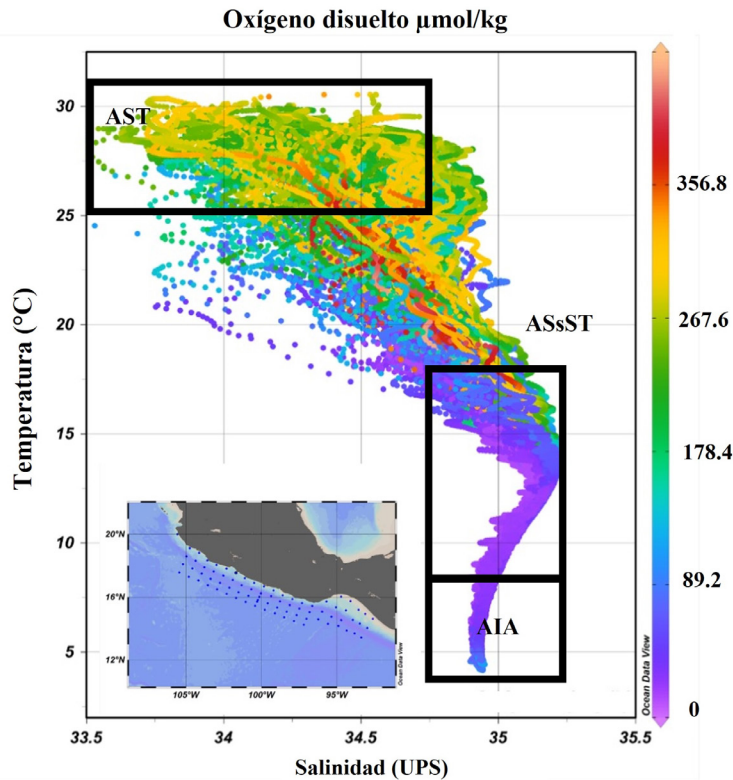 Oxígeno disuelto µmol/kg
30
25
20
15
10
5
Temperatura (°C)
AST
ASsST
AIA
20°N
16°N
12°N
105°W
100°W
95°W
Ocean Data View
33.5
34
34.5
35
35.5
Salinidad (UPS)
356.8
267.6
178.4
89.2
0
Ocean Data View